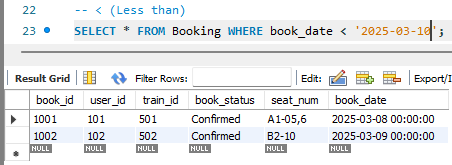 22 -- < (Less than)
23 SELECT * FROM Booking WHERE book_date < '2025-03-10';
Result Grid Filter Rows: Edit: Export/I
book_id user_id train_id book_status seat_num book_date
1001 101 501 Confirmed A1-05,6 2025-03-08 00:00:00
1002 102 502 Confirmed B2-10 2025-03-09 00:00:00
NULL NULL NULL NULL NULL NULL